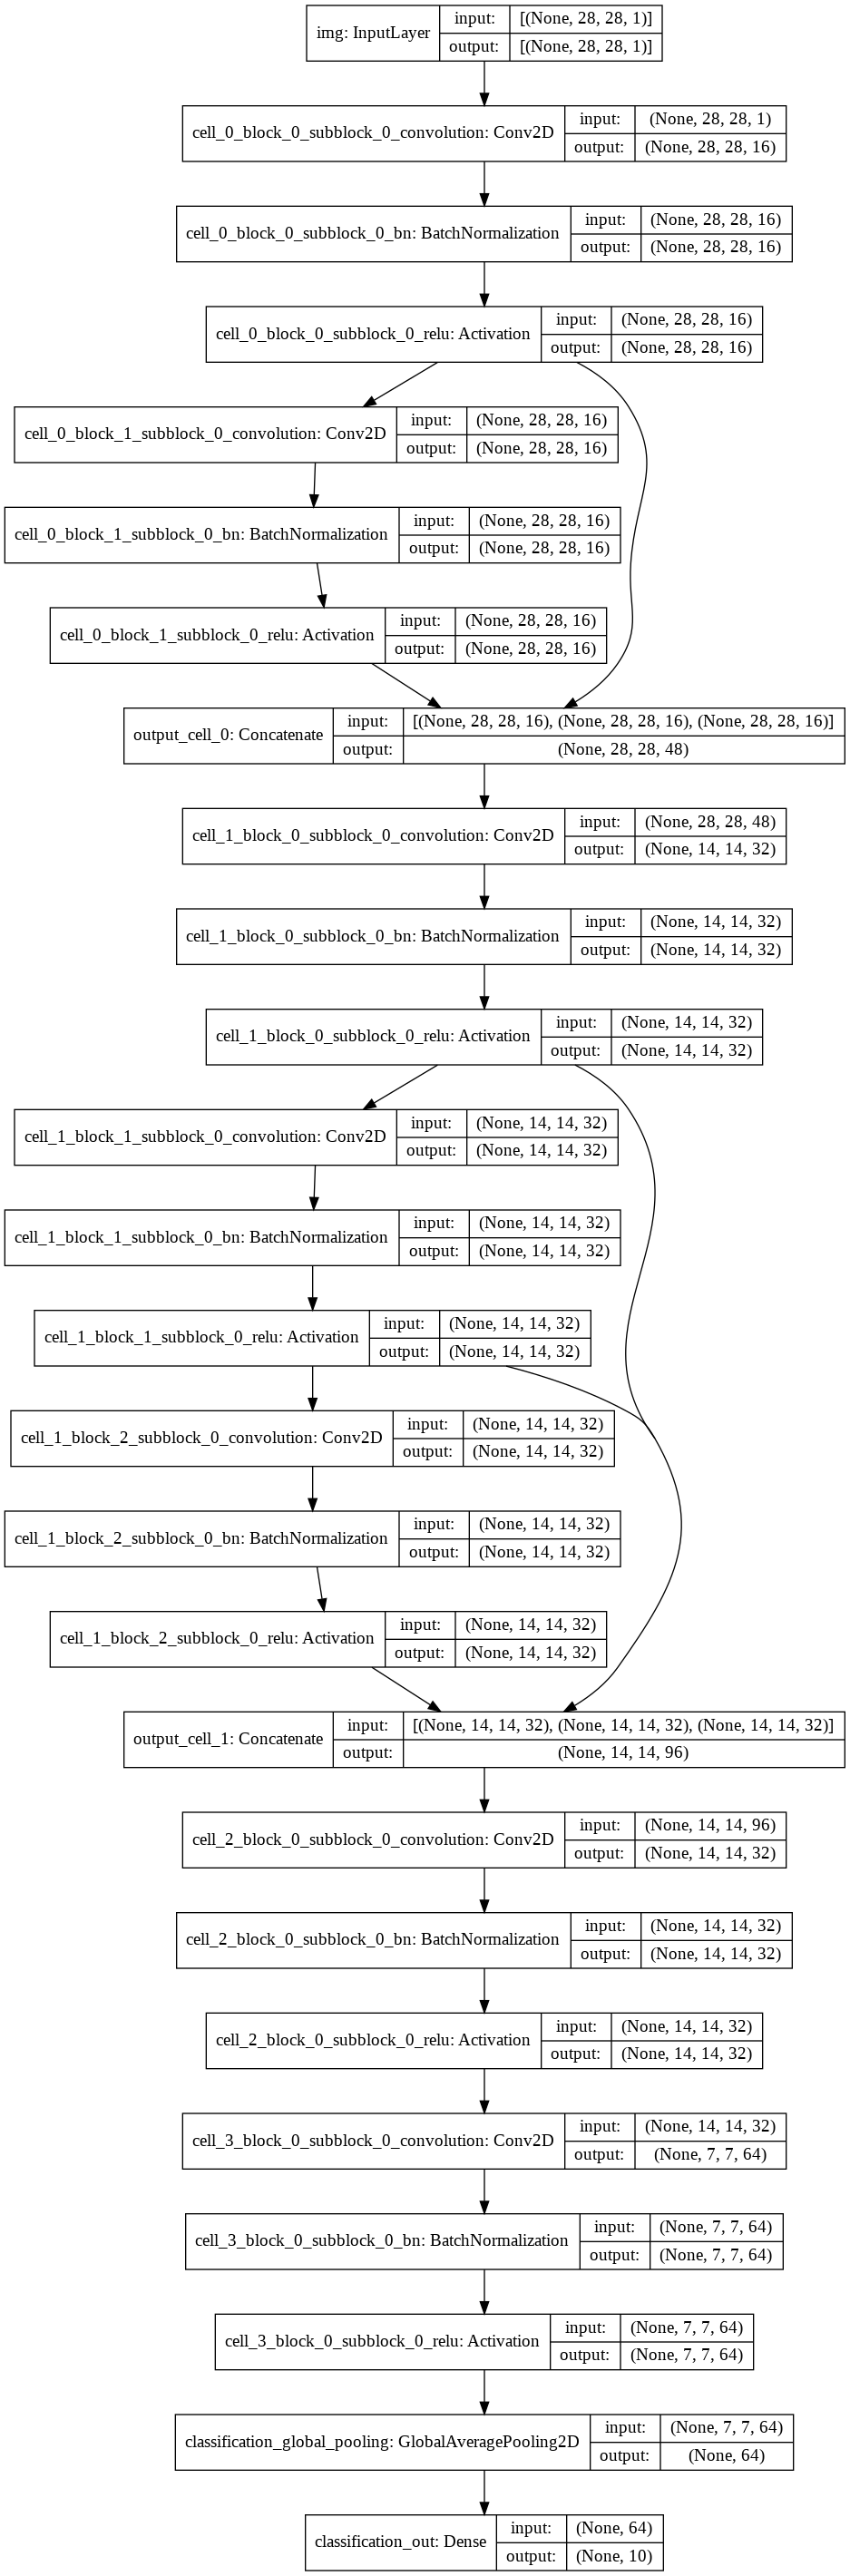 img: InputLayer
input: [(None, 28, 28, 1)]
output: [(None, 28, 28, 1)]
cell_0_block_0_subblock_0_convolution: Conv2D
input: (None, 28, 28, 1)
output: (None, 28, 28, 16)
cell_0_block_0_subblock_0_bn: BatchNormalization
input: (None, 28, 28, 16)
output: (None, 28, 28, 16)
cell_0_block_0_subblock_0_relu: Activation
input: (None, 28, 28, 16)
output: (None, 28, 28, 16)
cell_0_block_1_subblock_0_convolution: Conv2D
input: (None, 28, 28, 16)
output: (None, 28, 28, 16)
cell_0_block_1_subblock_0_bn: BatchNormalization
input: (None, 28, 28, 16)
output: (None, 28, 28, 16)
cell_0_block_1_subblock_0_relu: Activation
input: (None, 28, 28, 16)
output: (None, 28, 28, 16)
output_cell_0: Concatenate
input: [(None, 28, 28, 16), (None, 28, 28, 16), (None, 28, 28, 16)]
output: (None, 28, 28, 48)
cell_1_block_0_subblock_0_convolution: Conv2D
input: (None, 28, 28, 48)
output: (None, 14, 14, 32)
cell_1_block_0_subblock_0_bn: BatchNormalization
input: (None, 14, 14, 32)
output: (None, 14, 14, 32)
cell_1_block_0_subblock_0_relu: Activation
input: (None, 14, 14, 32)
output: (None, 14, 14, 32)
cell_1_block_1_subblock_0_convolution: Conv2D
input: (None, 14, 14, 32)
output: (None, 14, 14, 32)
cell_1_block_1_subblock_0_bn: BatchNormalization
input: (None, 14, 14, 32)
output: (None, 14, 14, 32)
cell_1_block_1_subblock_0_relu: Activation
input: (None, 14, 14, 32)
output: (None, 14, 14, 32)
cell_1_block_2_subblock_0_convolution: Conv2D
input: (None, 14, 14, 32)
output: (None, 14, 14, 32)
cell_1_block_2_subblock_0_bn: BatchNormalization
input: (None, 14, 14, 32)
output: (None, 14, 14, 32)
cell_1_block_2_subblock_0_relu: Activation
input: (None, 14, 14, 32)
output: (None, 14, 14, 32)
output_cell_1: Concatenate
input: [(None, 14, 14, 32), (None, 14, 14, 32), (None, 14, 14, 32)]
output: (None, 14, 14, 96)
cell_2_block_0_subblock_0_convolution: Conv2D
input: (None, 14, 14, 96)
output: (None, 14, 14, 32)
cell_2_block_0_subblock_0_bn: BatchNormalization
input: (None, 14, 14, 32)
output: (None, 14, 14, 32)
cell_2_block_0_subblock_0_relu: Activation
input: (None, 14, 14, 32)
output: (None, 14, 14, 32)
cell_3_block_0_subblock_0_convolution: Conv2D
input: (None, 14, 14, 32)
output: (None, 7, 7, 64)
cell_3_block_0_subblock_0_bn: BatchNormalization
input: (None, 7, 7, 64)
output: (None, 7, 7, 64)
cell_3_block_0_subblock_0_relu: Activation
input: (None, 7, 7, 64)
output: (None, 7, 7, 64)
classification_global_pooling: GlobalAveragePooling2D
input: (None, 7, 7, 64)
output: (None, 64)
classification_out: Dense
input: (None, 64)
output: (None, 10)